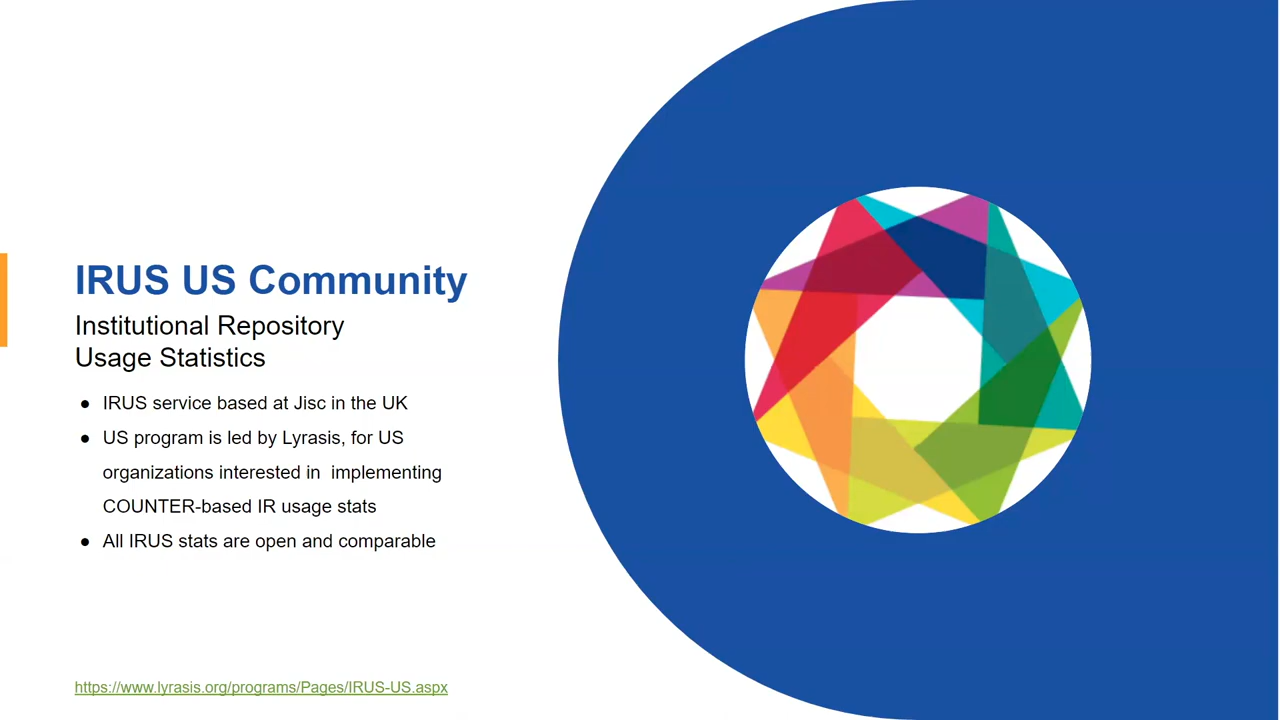 IRUS US Community
Institutional Repository
Usage Statistics
● IRUS service based at Jisc in the UK
● US program is led by Lyrasis, for US
organizations interested in  implementing
COUNTER-based IR usage stats
● All IRUS stats are open and comparable
https://www.lyrasis.org/programs/Pages/IRUS-US.aspx